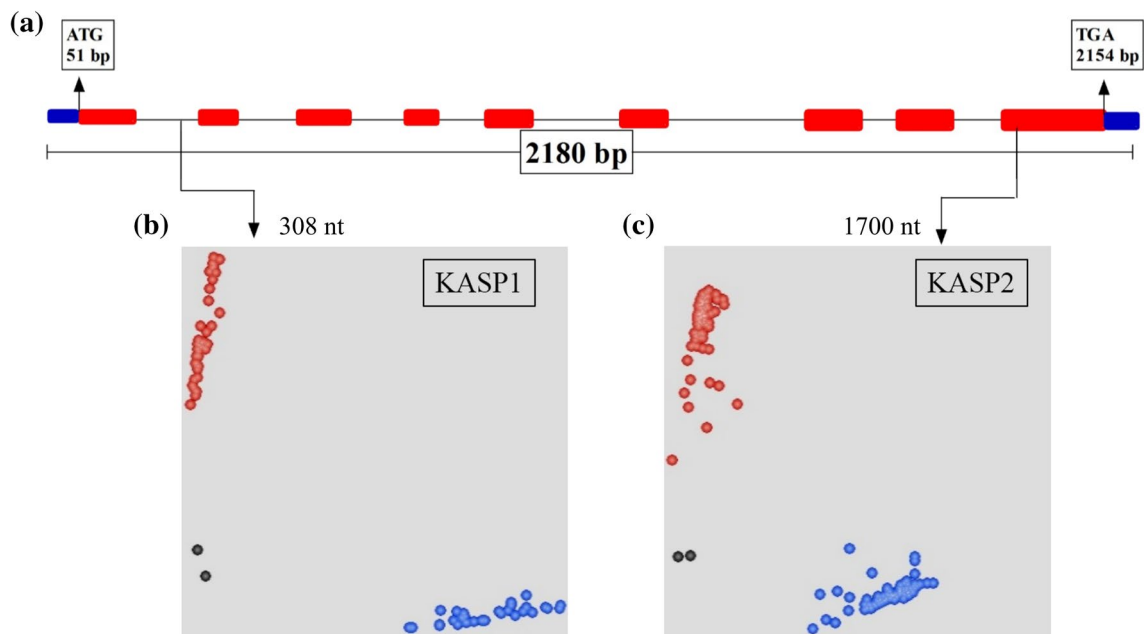 (a)
ATG
51 bp
TGA
2154 bp
2180 bp
(b)
308 nt
(c)
1700 nt
KASP1
KASP2